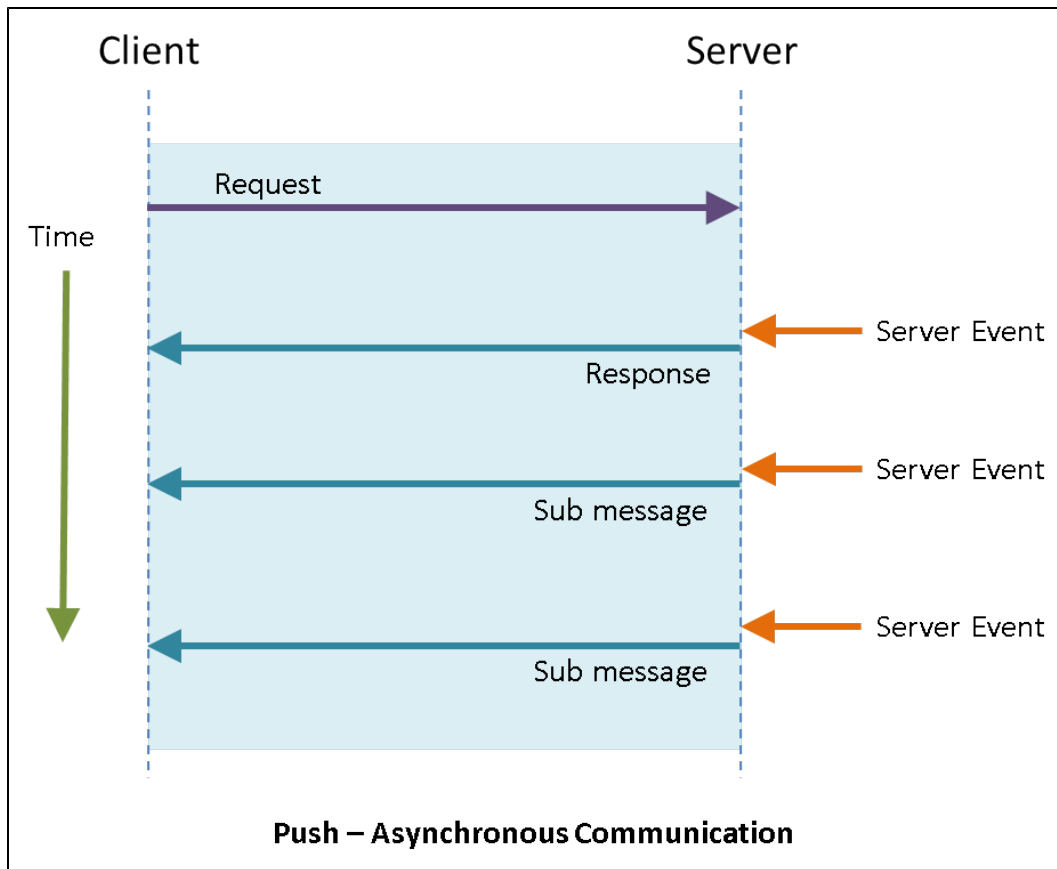 Client
Server
Request
Time
Server Event
Response
Server Event
Sub message
Server Event
Sub message
Push – Asynchronous Communication